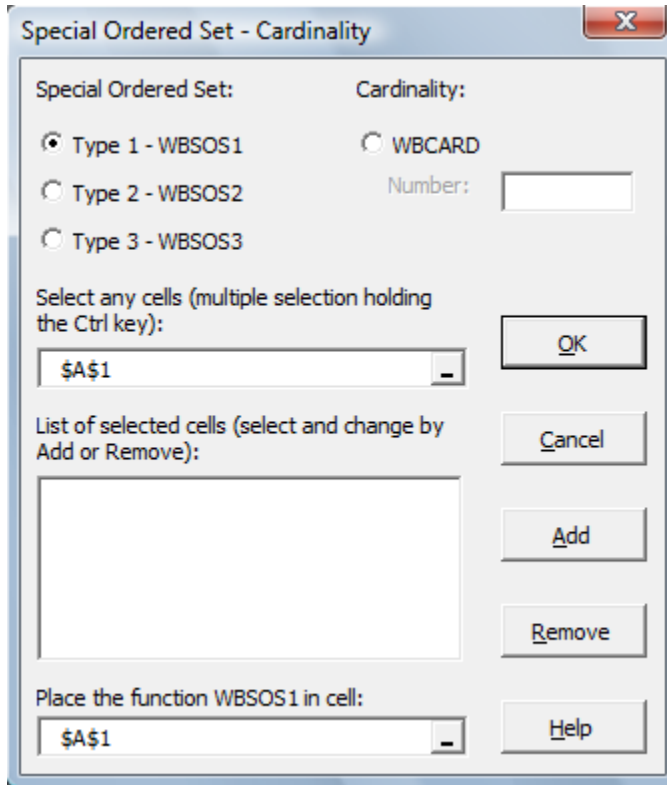 Special Ordered Set - Cardinality
Special Ordered Set:
Cardinality:
Type 1 - WBSOS1
WBCARD
Type 2 - WBSOS2
Number:
Type 3 - WBSOS3
Select any cells (multiple selection holding
the Ctrl key):
$A$1
OK
List of selected cells (select and change by
Add or Remove):
Cancel
Add
Remove
Place the function WBSOS1 in cell:
$A$1
Help